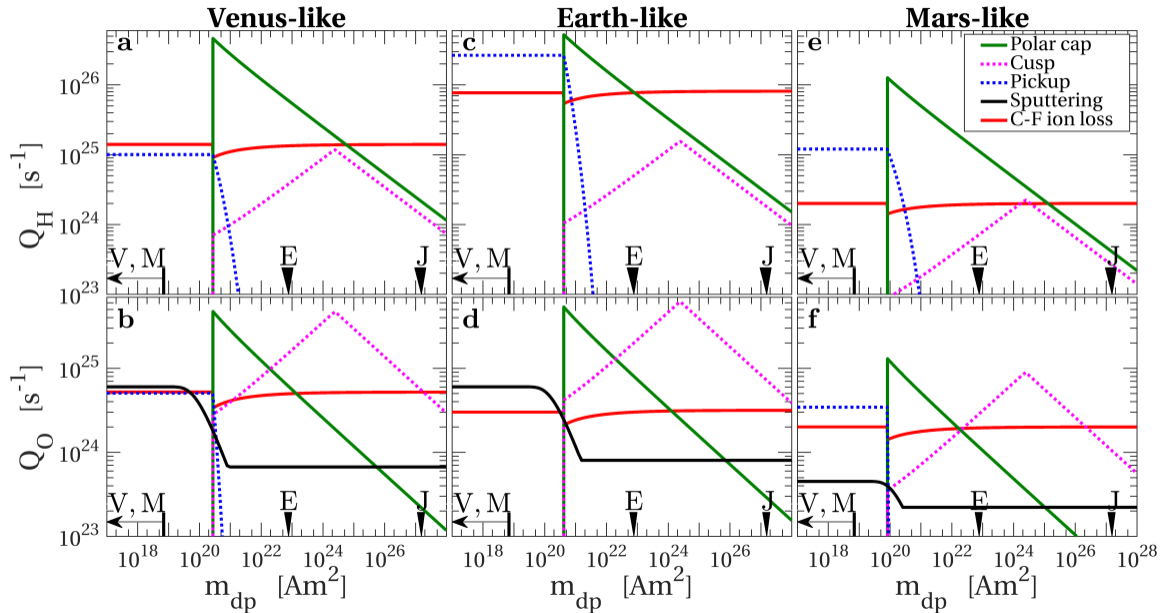 Venus-like Earth-like Mars-like
a c e
Polar cap
Cusp
Pickup
Sputtering
C-F ion loss
10^26
10^25
10^24
10^23
Q_H [s^-1]
V, M E J V, M E J V, M E J
b d f
10^25
10^24
10^23
Q_O [s^-1]
V, M E J V, M E J V, M E J
10^18 10^20 10^22 10^24 10^26 10^18 10^20 10^22 10^24 10^26 10^18 10^20 10^22 10^24 10^26 10^28
m_dp [Am^2] m_dp [Am^2] m_dp [Am^2]